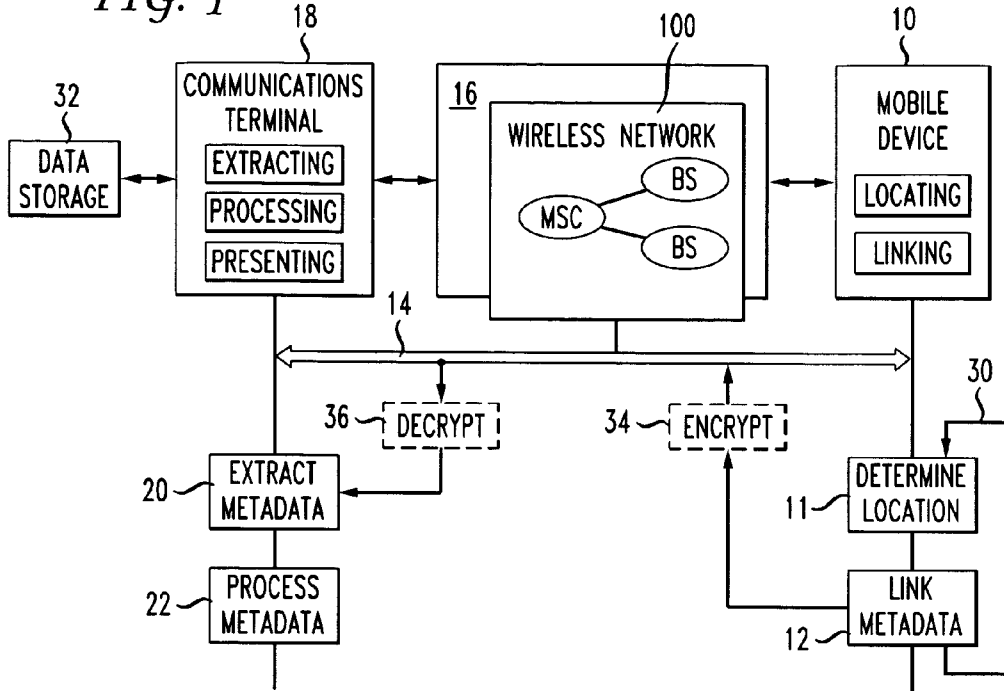 FIG. 1
18
COMMUNICATIONS
TERMINAL
EXTRACTING
PROCESSING
PRESENTING
32
DATA
STORAGE
100
16
WIRELESS NETWORK
MSC
BS
BS
10
MOBILE
DEVICE
LOCATING
LINKING
14
36
DECRYPT
34
ENCRYPT
30
20
EXTRACT
METADATA
11
DETERMINE
LOCATION
22
PROCESS
METADATA
12
LINK
METADATA